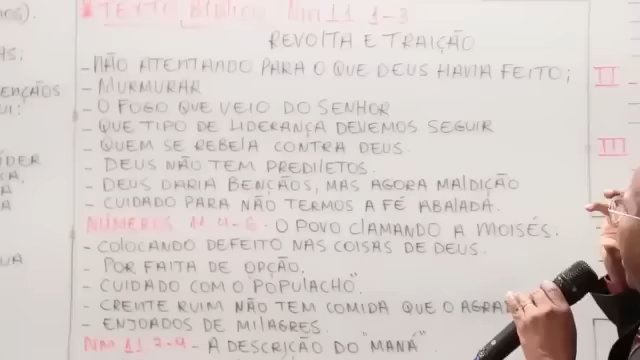 TEXTO BÍBLICO NM 11 1-3
REVOLTA E TRAIÇÃO
- NÃO ATENTANDO PARA O QUE DEUS HAVIA FEITO;
- MURMURAR
- O FOGO QUE VEIO DO SENHOR
- QUE TIPO DE LIDERANÇA DEVEMOS SEGUIR
- QUEM SE REBELA CONTRA DEUS.
- DEUS NÃO TEM PREDILETOS.
- DEUS DARIA BENÇÃOS, MAS AGORA MALDIÇÃO
- CUIDADO PARA NÃO TERMOS A FÉ ABALADA.
NÚMEROS 11 4-6 - O POVO CLAMANDO A MOISÉS.
- COLOCANDO DEFEITO NAS COISAS DE DEUS.
- POR FALTA DE OPÇÃO.
- CUIDADO COM O "POPULACHO".
- CRENTE RUIM NÃO TEM COMIDA QUE O
- ENJOADOS DE MILAGRES.
NM 11 7-9 - A DESCRIÇÃO DO "MANÁ"
II
III